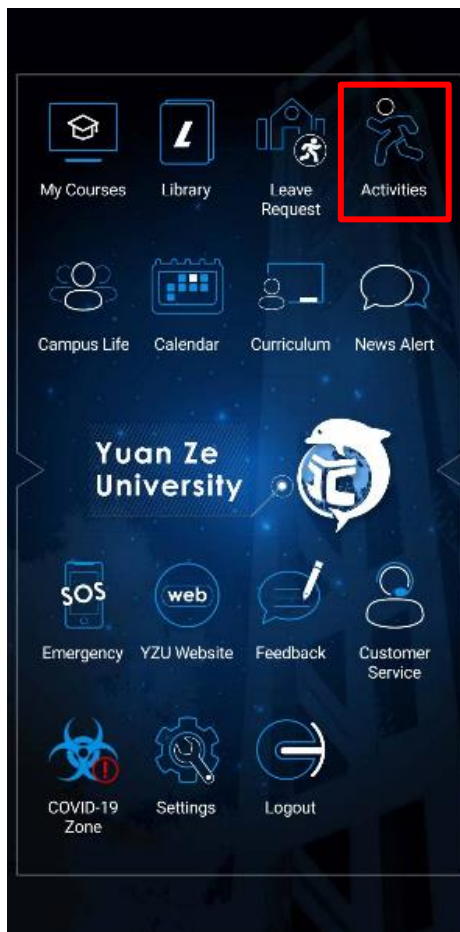 My Courses
Library
Leave
Request
Activities
Campus Life
Calendar
Curriculum
News Alert
Yuan Ze
University
SOS
web
Emergency
YZU Website
Feedback
Customer
Service
COVID-19
Zone
Settings
Logout